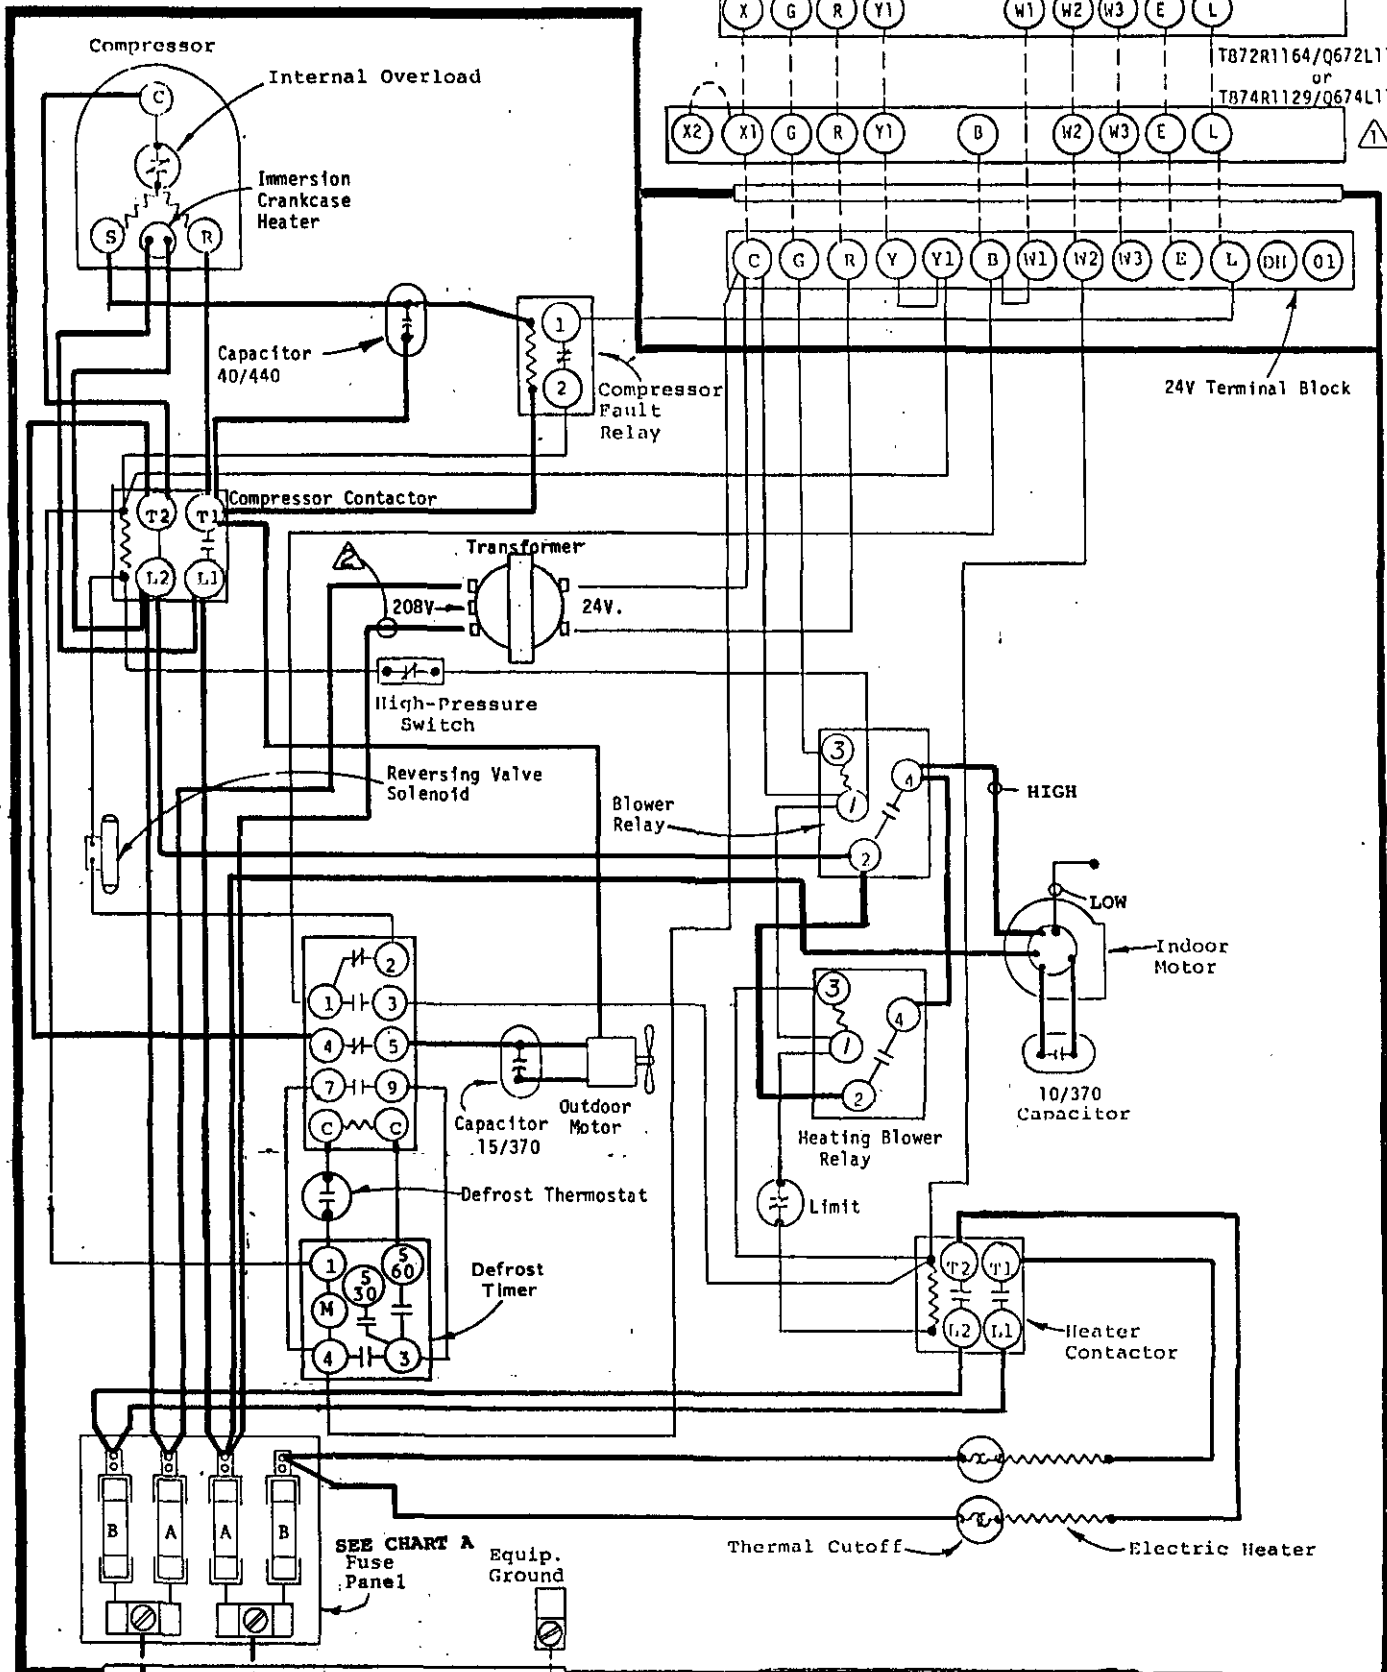 X G R Y1 W1 W2 W3 E L
T872R1164/Q672L1
or
T874R1129/Q674L1
X2 X1 G R Y1 B W2 W3 E L
1
C G R Y Y1 B W1 W2 W3 E L DH O1
24V Terminal Block
Compressor
Internal Overload
C
Immersion
Crankcase
Heater
S R
Capacitor
40/440
1
2
Compressor
Fault
Relay
Compressor Contactor
T2 T1
L2 L1
2
Transformer
208V
24V.
High-Pressure
Switch
Reversing Valve
Solenoid
Blower
Relay
3
4
1
2
HIGH
LOW
Indoor
Motor
10/370
Capacitor
2
1 3
4 5
7 9
C C
Capacitor
15/370
Outdoor
Motor
3
4
1
2
Heating Blower
Relay
Defrost Thermostat
Limit
1
S
30
S
60
M
4 3
Defrost
Timer
T2 T1
L2 L1
Heater
Contactor
B A A B
SEE CHART A
Fuse
Panel
Equip.
Ground
Thermal Cutoff
Electric Heater